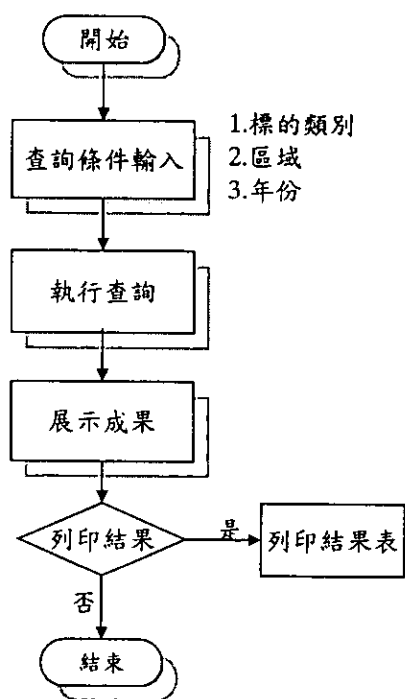 開始
查詢條件輸入
1.標的類別
2.區域
3.年份
執行查詢
展示成果
列印結果
是
列印結果表
否
結束